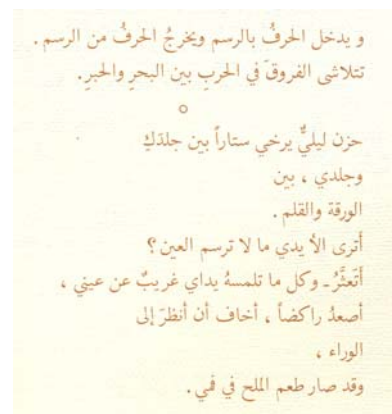 و يدخل الحرفُ بالرسم ويخرجُ الحرفُ من الرسم .
تتلاشى الفروقَ في الحربِ بين البحرِ والحبرِ.
○
حزن ليليٌّ يرخي ستاراً بين جلدكِ
وجلدي ، بين
الورقة والقلم .
أترى الأيدي ما لا ترسم العين ؟
أتَعثَّرُ ـ وكل ما تلمسهُ يداي غريبٌ عن عيني ،
أصعدُ راكضاً ، أخاف أن أنظرَ إلى
الوراء ،
وقد صار طعم الملح في فمي .